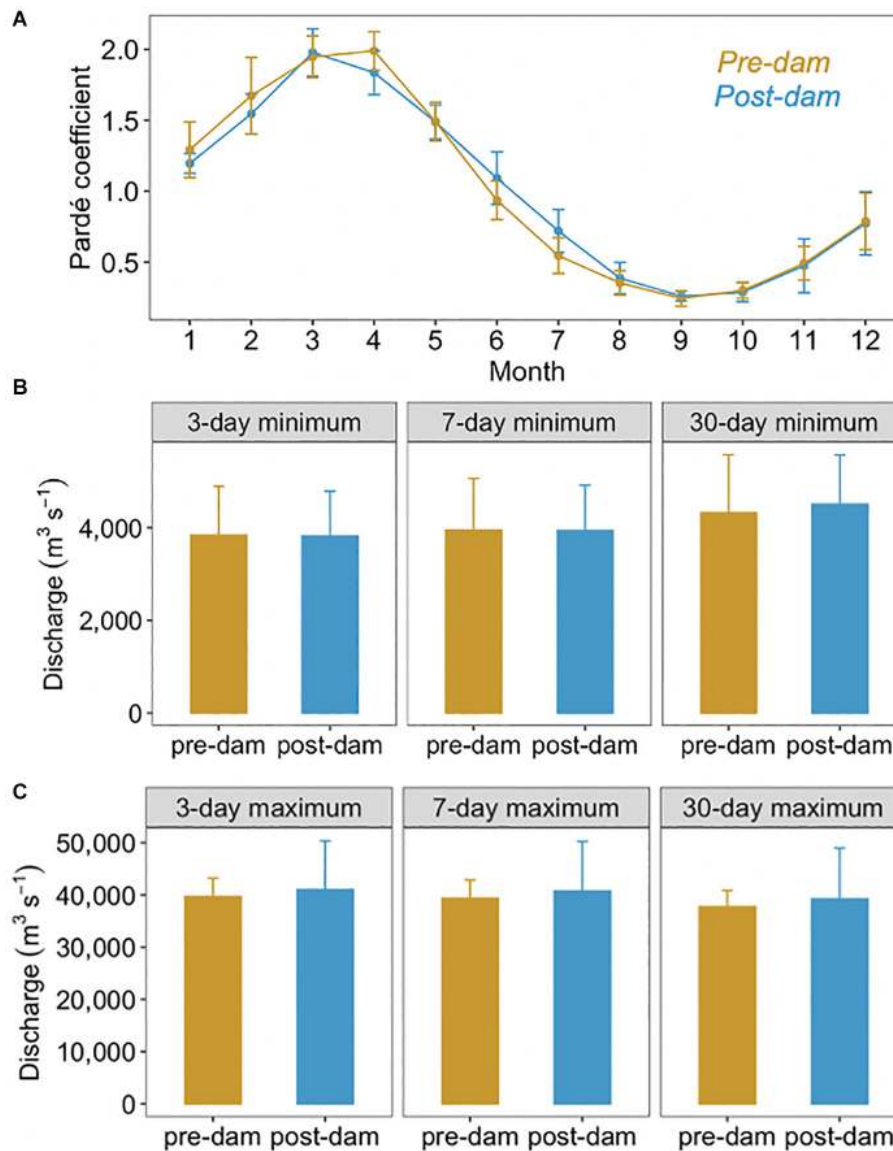 A
Pardé coefficient
2.0
1.5
1.0
0.5
Pre-dam
Post-dam
1 2 3 4 5 6 7 8 9 10 11 12
Month
B
3-day minimum 7-day minimum 30-day minimum
Discharge (m³ s⁻¹)
4,000
2,000
0
pre-dam post-dam pre-dam post-dam pre-dam post-dam
C
3-day maximum 7-day maximum 30-day maximum
Discharge (m³ s⁻¹)
50,000
40,000
30,000
20,000
10,000
0
pre-dam post-dam pre-dam post-dam pre-dam post-dam